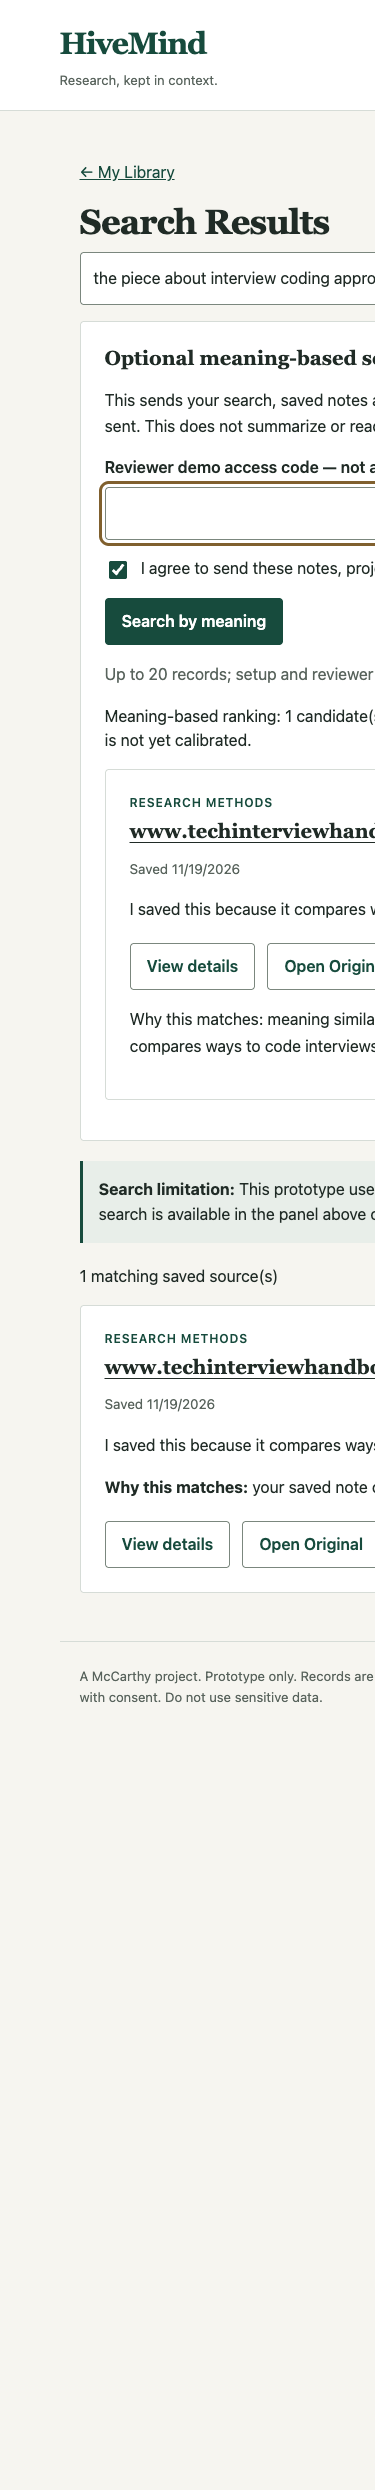 HiveMind
Research, kept in context.
← My Library
Search Results
the piece about interview coding appro
Optional meaning-based s
This sends your search, saved notes
sent. This does not summarize or rea
Reviewer demo access code — not a
I agree to send these notes, proj
Search by meaning
Up to 20 records; setup and reviewer
Meaning-based ranking: 1 candidate(s
is not yet calibrated.
RESEARCH METHODS
www.techinterviewhand
Saved 11/19/2026
I saved this because it compares w
View details
Open Origin
Why this matches: meaning simila
compares ways to code interviews
Search limitation: This prototype use
search is available in the panel above
1 matching saved source(s)
RESEARCH METHODS
www.techinterviewhandbo
Saved 11/19/2026
I saved this because it compares ways
Why this matches: your saved note
View details
Open Original
A McCarthy project. Prototype only. Records are
with consent. Do not use sensitive data.